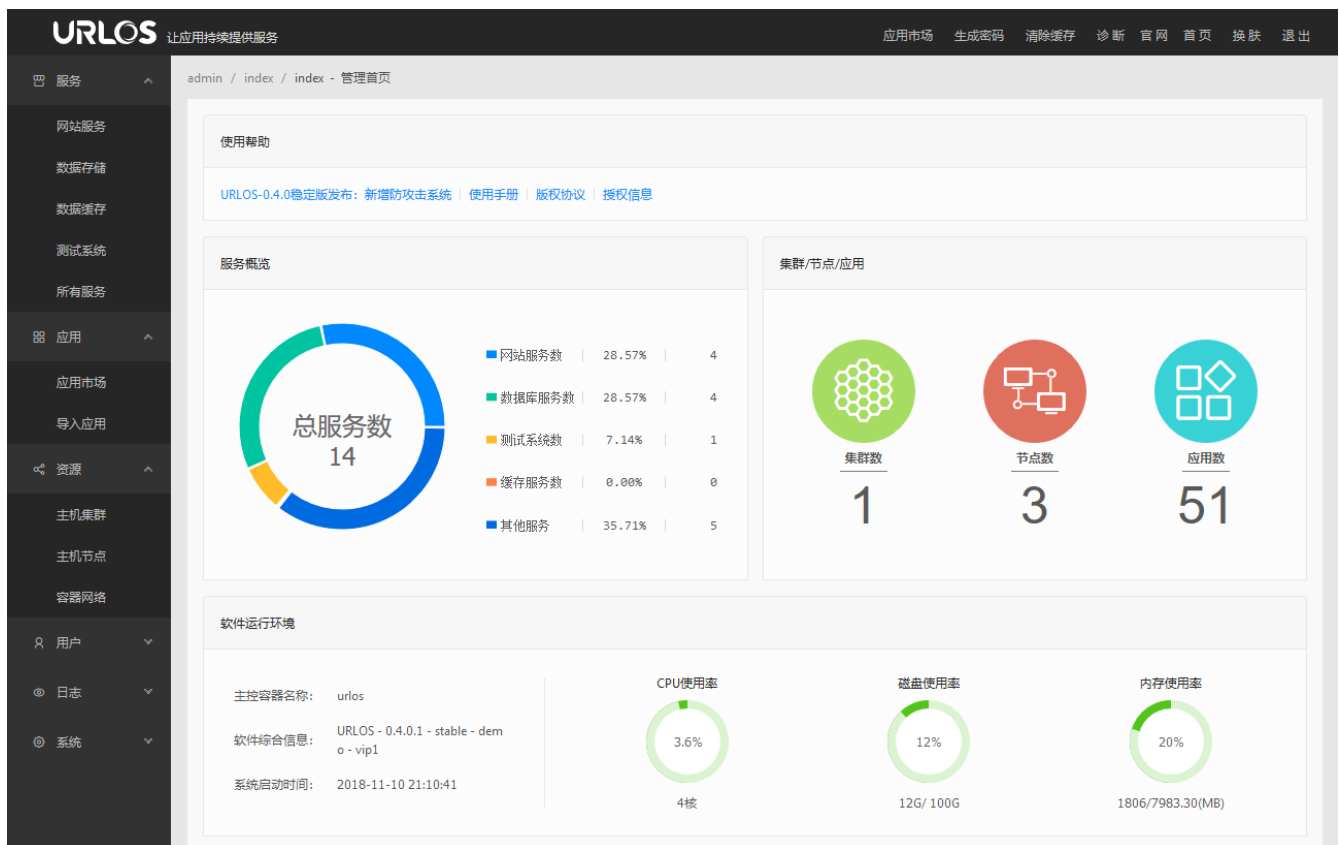 URLOS 让应用持续提供服务
应用市场 生成密码 清除缓存 诊断 官网 首页 换肤 退出
服务
网站服务
数据存储
数据缓存
测试系统
所有服务
应用
应用市场
导入应用
资源
主机集群
主机节点
容器网络
用户
日志
系统
admin / index / index - 管理首页
使用帮助
URLOS-0.4.0稳定版发布：新增防攻击系统 使用手册 版权协议 授权信息
服务概览
总服务数
14
网站服务数 28.57% 4
数据库服务数 28.57% 4
测试系统数 7.14% 1
缓存服务数 0.00% 0
其他服务 35.71% 5
集群/节点/应用
集群数 节点数 应用数
1 3 51
软件运行环境
主控容器名称： urlos
软件综合信息： URLOS - 0.4.0.1 - stable - dem
o - vip1
系统启动时间： 2018-11-10 21:10:41
CPU使用率 磁盘使用率 内存使用率
3.6% 12% 20%
4核 12G/ 100G 1806/7983.30(MB)